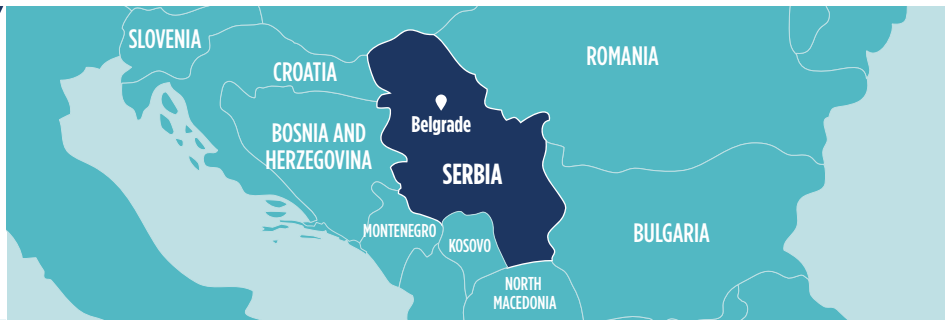 SLOVENIA
ROMANIA
CROATIA
Belgrade
BOSNIA AND
HERZEGOVINA
SERBIA
MONTENEGRO
KOSOVO
BULGARIA
NORTH
MACEDONIA